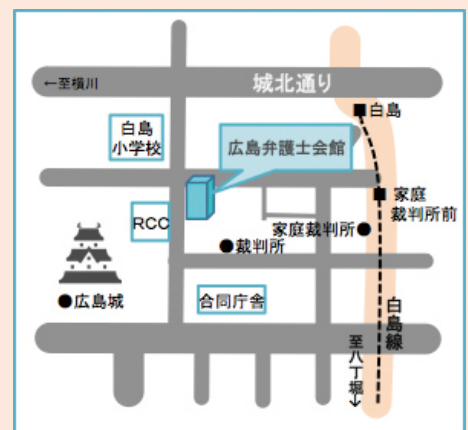 ←至横川
城北通り
白島
白島
小学校
広島弁護士会館
家庭
裁判所前
RCC
家庭裁判所●
●裁判所
●広島城
合同庁舎
白島線
至八丁堀→